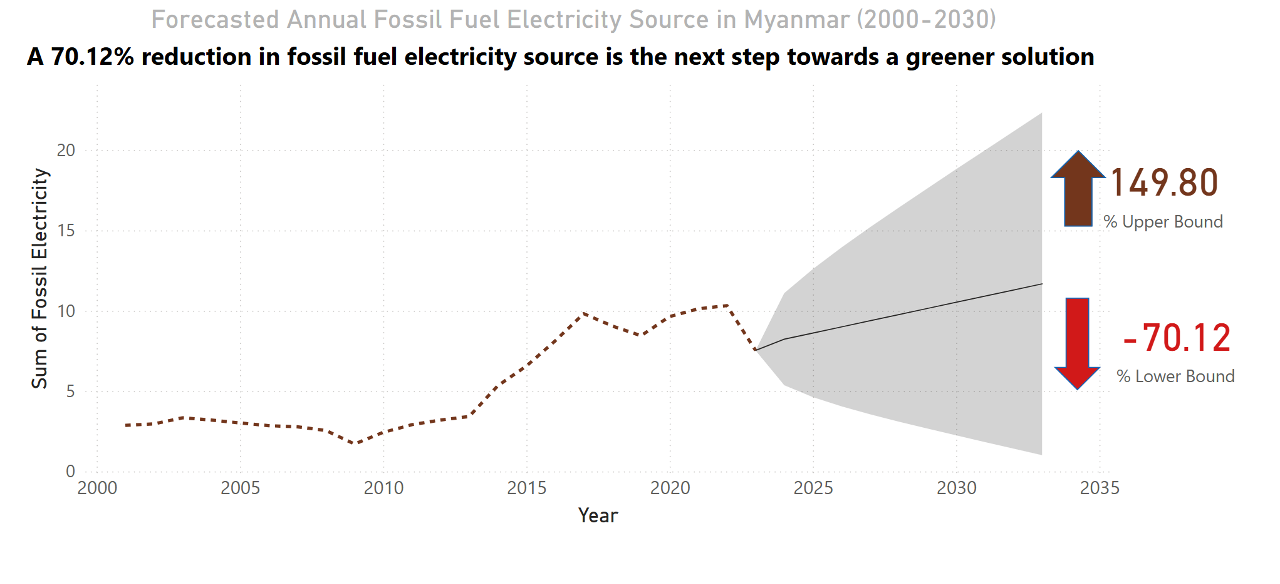 Forecasted Annual Fossil Fuel Electricity Source in Myanmar (2000-2030)
A 70.12% reduction in fossil fuel electricity source is the next step towards a greener solution
Sum of Fossil Electricity
20
15
10
5
0
2000 2005 2010 2015 2020 2025 2030 2035
Year
149.80
% Upper Bound
-70.12
% Lower Bound